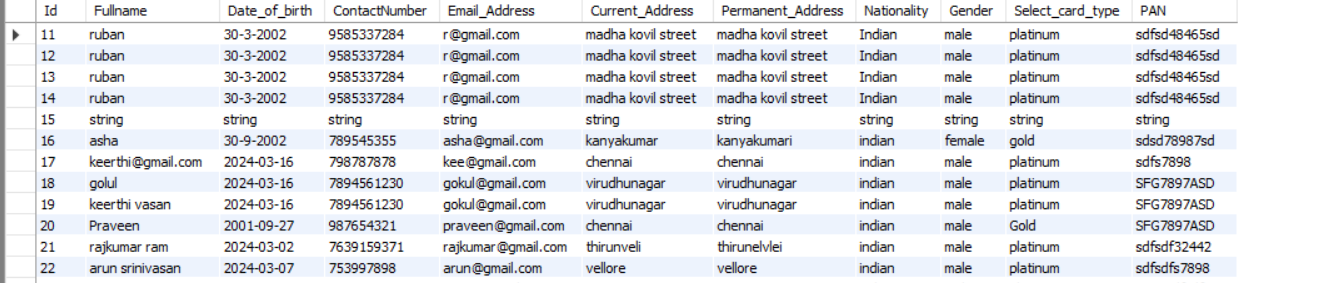 Id Fullname Date_of_birth ContactNumber Email_Address Current_Address Permanent_Address Nationality Gender Select_card_type PAN
11 ruban 30-3-2002 9585337284 r@gmail.com madha kovil street madha kovil street Indian male platinum sdfsd48465sd
12 ruban 30-3-2002 9585337284 r@gmail.com madha kovil street madha kovil street Indian male platinum sdfsd48465sd
13 ruban 30-3-2002 9585337284 r@gmail.com madha kovil street madha kovil street Indian male platinum sdfsd48465sd
14 ruban 30-3-2002 9585337284 r@gmail.com madha kovil street madha kovil street Indian male platinum sdfsd48465sd
15 string string string string string string string string string string
16 asha 30-9-2002 789545355 asha@gmail.com kanyakumar kanyakumari indian female gold sdsd78987sd
17 keerthi@gmail.com 2024-03-16 798787878 kee@gmail.com chennai chennai indian male platinum sdfs7898
18 golul 2024-03-16 7894561230 gokul@gmail.com virudhunagar virudhunagar indian male platinum SFG7897ASD
19 keerthi vasan 2024-03-16 7894561230 gokul@gmail.com virudhunagar virudhunagar indian male platinum SFG7897ASD
20 Praveen 2001-09-27 987654321 praveen@gmail.com chennai chennai indian male Gold SFG7897ASD
21 rajkumar ram 2024-03-02 7639159371 rajkumar@gmail.com thirunveli thirunelvlei indian male platinum sdfsdf32442
22 arun srinivasan 2024-03-07 753997898 arun@gmail.com vellore vellore indian male platinum sdfsdfs7898